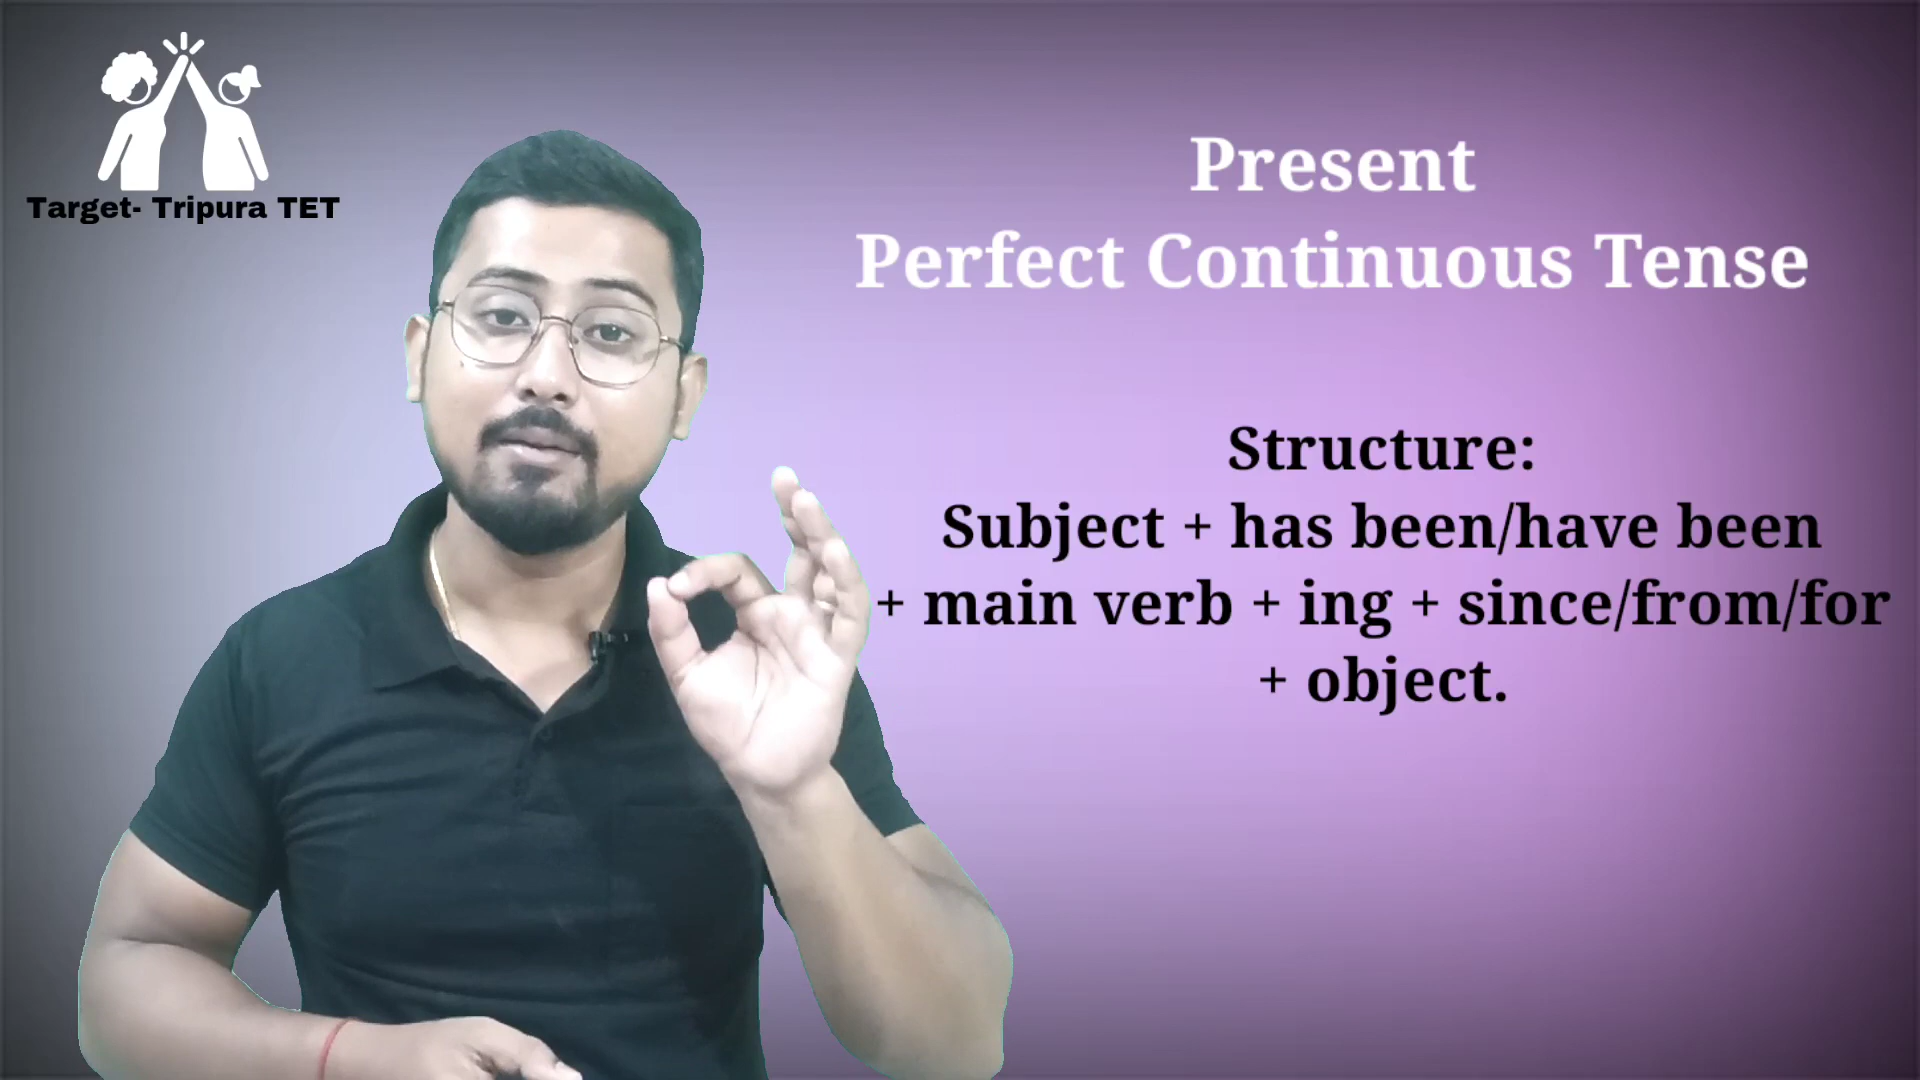 Target- Tripura TET
Present
Perfect Continuous Tense
Structure:
Subject + has been/have been
+ main verb + ing + since/from/for
+ object.